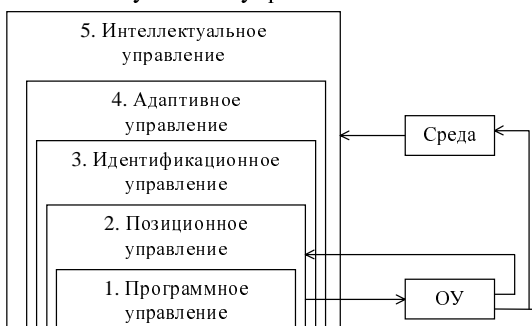 5. Интеллектуальное
управление
4. Адаптивное
управление
Среда
3. Идентификационное
управление
2. Позиционное
управление
1. Программное
управление
ОУ